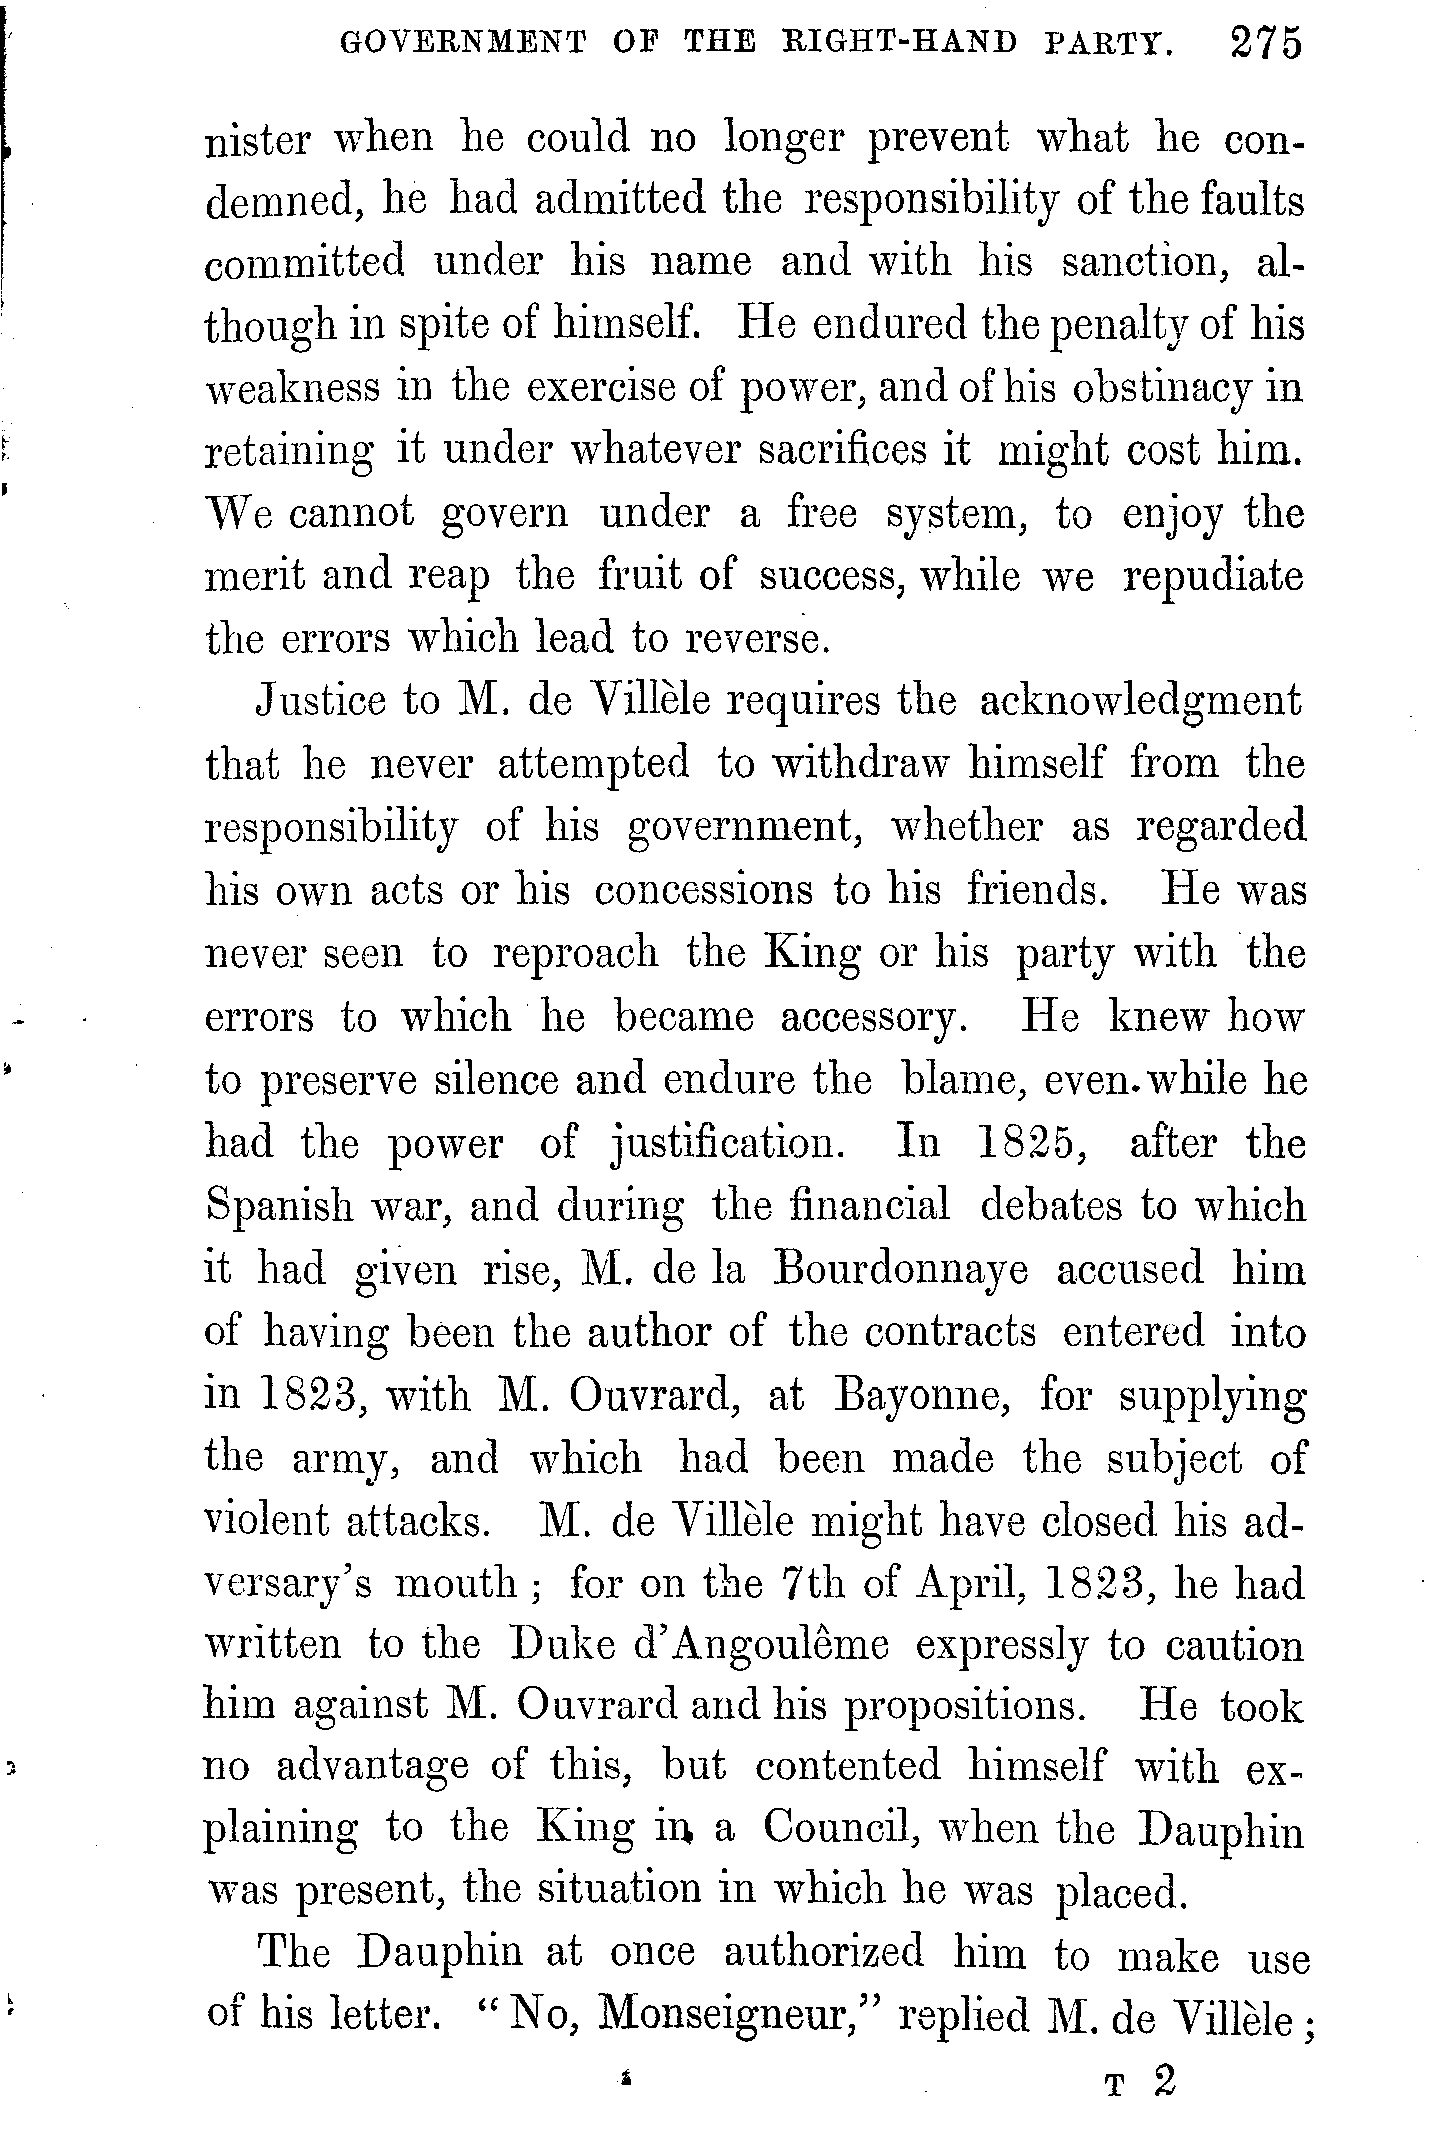 GOVERNMENT OF THE RIGHT-HAND PARTY. 275
nister when he could no longer prevent what he con-
demned, he had admitted the responsibility of the faults
committed under his name and with his sanction, al-
though in spite of himself. He endured the penalty of his
weakness in the exercise of power, and of his obstinacy in
retaining it under whatever sacrifices it might cost him.
We cannot govern under a free system, to enjoy the
merit and reap the fruit of success, while we repudiate
the errors which lead to reverse.
Justice to M. de Villèle requires the acknowledgment
that he never attempted to withdraw himself from the
responsibility of his government, whether as regarded
his own acts or his concessions to his friends. He was
never seen to reproach the King or his party with the
errors to which he became accessory. He knew how
to preserve silence and endure the blame, even while he
had the power of justification. In 1825, after the
Spanish war, and during the financial debates to which
it had given rise, M. de la Bourdonnaye accused him
of having been the author of the contracts entered into
in 1823, with M. Ouvrard, at Bayonne, for supplying
the army, and which had been made the subject of
violent attacks. M. de Villèle might have closed his ad-
versary's mouth; for on the 7th of April, 1823, he had
written to the Duke d'Angoulême expressly to caution
him against M. Ouvrard and his propositions. He took
no advantage of this, but contented himself with ex-
plaining to the King in a Council, when the Dauphin
was present, the situation in which he was placed.
The Dauphin at once authorized him to make use
of his letter. "No, Monseigneur," replied M. de Villèle;
T 2